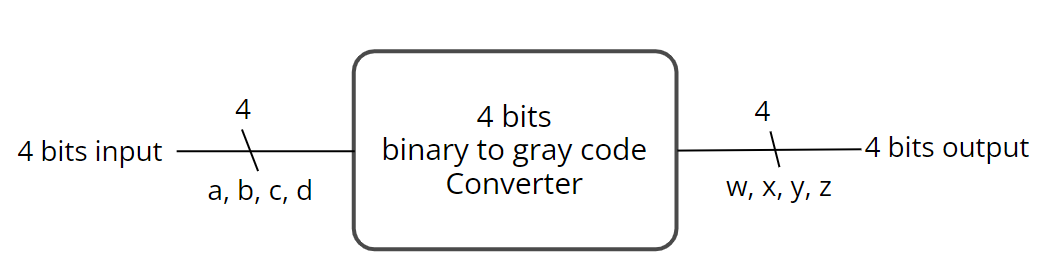 4 bits input
4
a, b, c, d
4 bits
binary to gray code
Converter
4
w, x, y, z
4 bits output